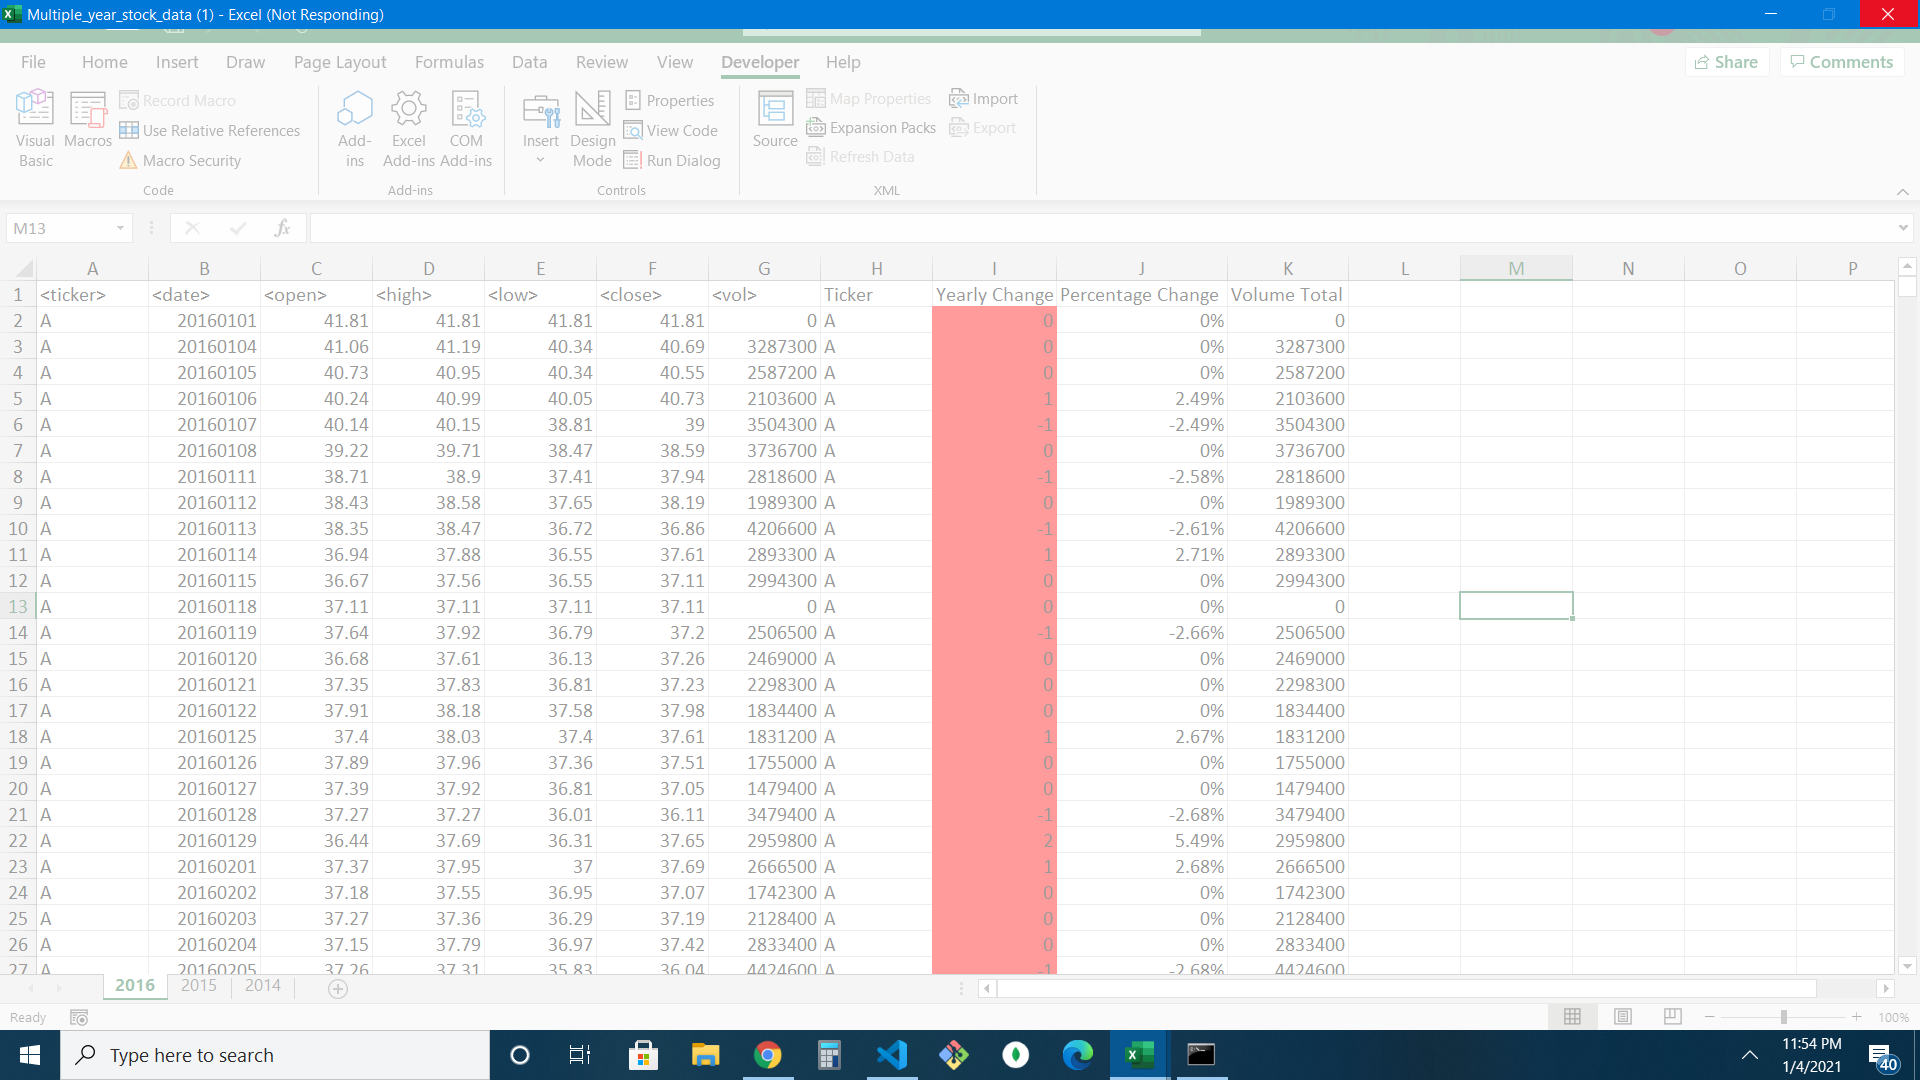 Multiple_year_stock_data (1) - Excel (Not Responding)
File Home Insert Draw Page Layout Formulas Data Review View Developer Help Share Comments
Visual Basic
Macros
Record Macro
Use Relative References
Macro Security
Code
Add-ins
Excel Add-ins
COM Add-ins
Add-ins
Insert
Design Mode
Properties
View Code
Run Dialog
Controls
Source
Map Properties
Expansion Packs
Refresh Data
Import
Export
XML
M13 fx
A B C D E F G H I J K L M N O P
1 <ticker> <date> <open> <high> <low> <close> <vol> Ticker Yearly Change Percentage Change Volume Total
2 A 20160101 41.81 41.81 41.81 41.81 0 A 0 0% 0
3 A 20160104 41.06 41.19 40.34 40.69 3287300 A 0 0% 3287300
4 A 20160105 40.73 40.95 40.34 40.55 2587200 A 0 0% 2587200
5 A 20160106 40.24 40.99 40.05 40.73 2103600 A 1 2.49% 2103600
6 A 20160107 40.14 40.15 38.81 39 3504300 A -1 -2.49% 3504300
7 A 20160108 39.22 39.71 38.47 38.59 3736700 A 0 0% 3736700
8 A 20160111 38.71 38.9 37.41 37.94 2818600 A -1 -2.58% 2818600
9 A 20160112 38.43 38.58 37.65 38.19 1989300 A 0 0% 1989300
10 A 20160113 38.35 38.47 36.72 36.86 4206600 A -1 -2.61% 4206600
11 A 20160114 36.94 37.88 36.55 37.61 2893300 A 1 2.71% 2893300
12 A 20160115 36.67 37.56 36.55 37.11 2994300 A 0 0% 2994300
13 A 20160118 37.11 37.11 37.11 37.11 0 A 0 0% 0
14 A 20160119 37.64 37.92 36.79 37.2 2506500 A -1 -2.66% 2506500
15 A 20160120 36.68 37.61 36.13 37.26 2469000 A 0 0% 2469000
16 A 20160121 37.35 37.83 36.81 37.23 2298300 A 0 0% 2298300
17 A 20160122 37.91 38.18 37.58 37.98 1834400 A 0 0% 1834400
18 A 20160125 37.4 38.03 37.4 37.61 1831200 A 1 2.67% 1831200
19 A 20160126 37.89 37.96 37.36 37.51 1755000 A 0 0% 1755000
20 A 20160127 37.39 37.92 36.81 37.05 1479400 A 0 0% 1479400
21 A 20160128 37.27 37.27 36.01 36.11 3479400 A -1 -2.68% 3479400
22 A 20160129 36.44 37.69 36.31 37.65 2959800 A 2 5.49% 2959800
23 A 20160201 37.37 37.95 37 37.69 2666500 A 1 2.68% 2666500
24 A 20160202 37.18 37.55 36.95 37.07 1742300 A 0 0% 1742300
25 A 20160203 37.27 37.36 36.29 37.19 2128400 A 0 0% 2128400
26 A 20160204 37.15 37.79 36.97 37.42 2833400 A 0 0% 2833400
27 A 20160205 37.26 37.31 35.83 36.04 4424600 A -1 -2.68% 4424600
2016 2015 2014
Ready 100%
Type here to search
11:54 PM
1/4/2021
40